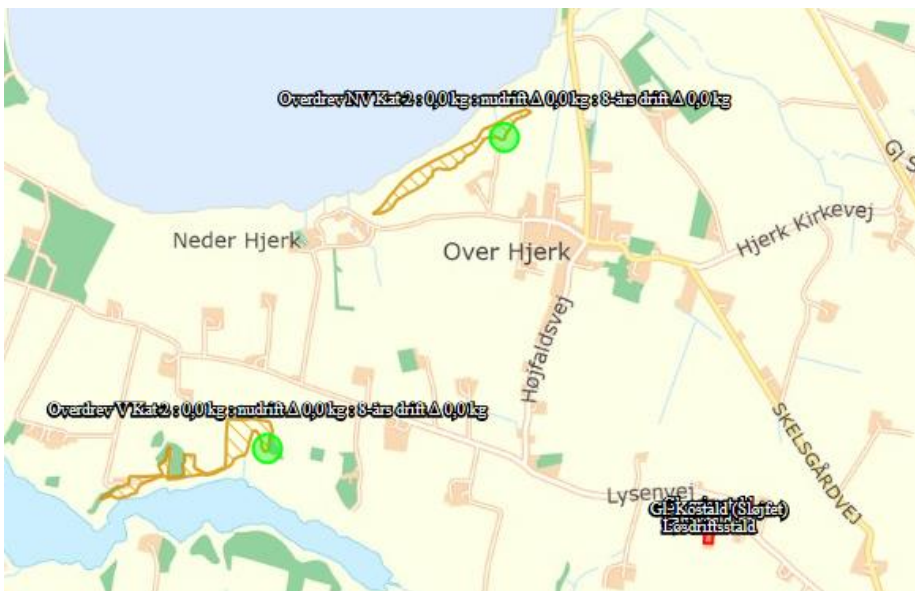 Overdrev NV Kat 2 : 0,0 kg : nudrift Δ 0,0 kg : 8-års drift Δ 0,0 kg
Gl S
Hjerk Kirkevej
Neder Hjerk
Over Hjerk
Højfaldsvej
Overdrev V Kat 2 : 0,0 kg : nudrift Δ 0,0 kg : 8-års drift Δ 0,0 kg
SKELSGÅRDVEJ
Lysenvej
Gl. Kostald (Sløjfet)
Løsdriftsstald